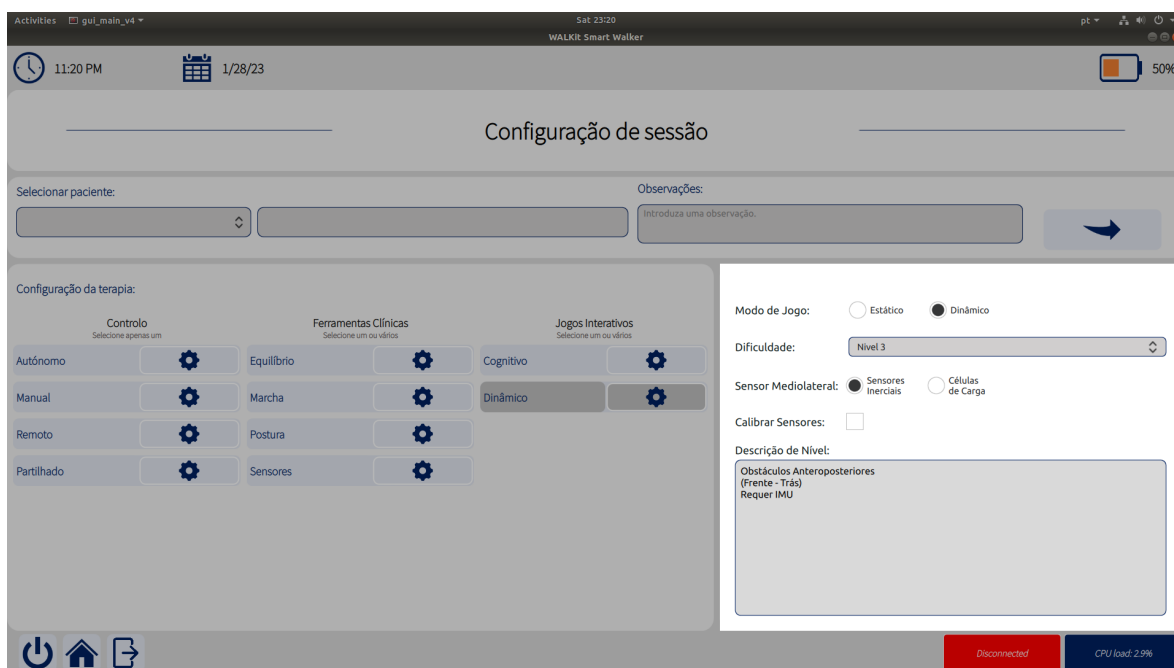 Activities gui_main_v4 Sat 23:20 pt
WALKit Smart Walker
11:20 PM 1/28/23 50%
Configuração de sessão
Selecionar paciente: Observações:
Introduza uma observação.
Configuração da terapia:
Controlo Ferramentas Clínicas Jogos Interativos
Selecione apenas um Selecione um ou vários Selecione um ou vários
Autónomo Equilíbrio Cognitivo
Manual Marcha Dinâmico
Remoto Postura
Partilhado Sensores
Modo de Jogo: Estático Dinâmico
Dificuldade: Nível 3
Sensor Mediolateral: Sensores Inerciais Células de Carga
Calibrar Sensores:
Descrição de Nível:
Obstáculos Anteroposteriores
(Frente - Trás)
Requer IMU
Disconnected CPU load: 2.9%